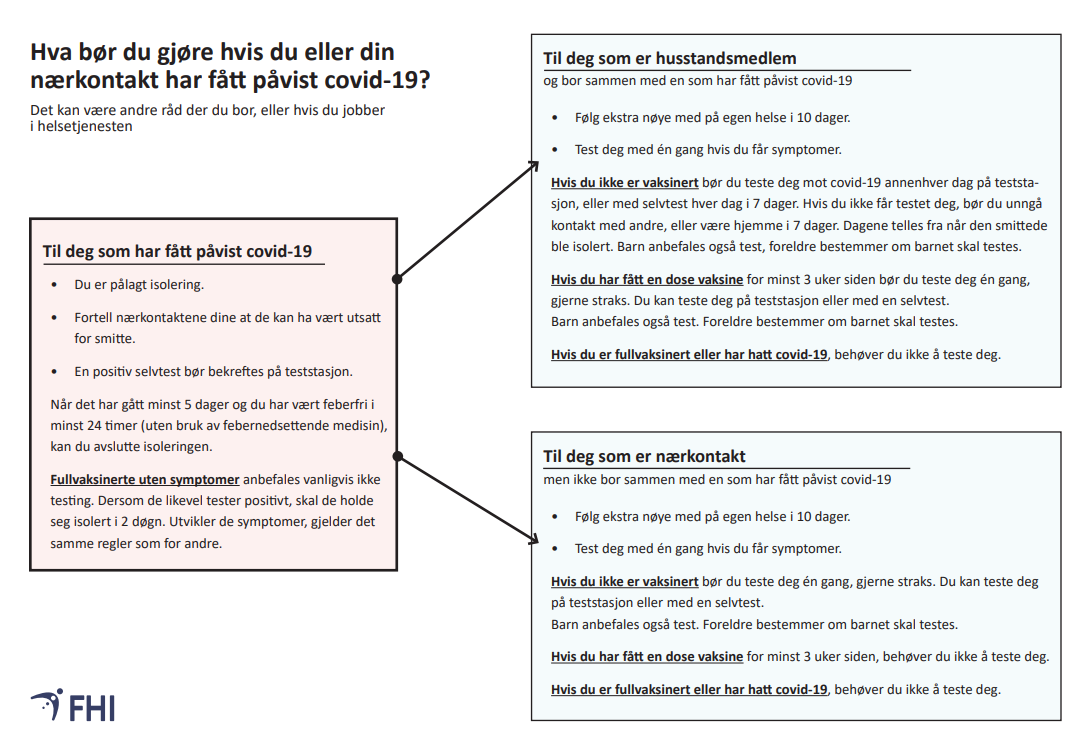 Hva bør du gjøre hvis du eller din
nærkontakt har fått påvist covid-19?
Det kan være andre råd der du bor, eller hvis du jobber
i helsetjenesten
Til deg som har fått påvist covid-19
• Du er pålagt isolering.
• Fortell nærkontaktene dine at de kan ha vært utsatt
for smitte.
• En positiv selvtest bør bekreftes på teststasjon.
Når det har gått minst 5 dager og du har vært feberfri i
minst 24 timer (uten bruk av febernedsettende medisin),
kan du avslutte isoleringen.
Fullvaksinerte uten symptomer anbefales vanligvis ikke
testing. Dersom de likevel tester positivt, skal de holde
seg isolert i 2 døgn. Utvikler de symptomer, gjelder det
samme regler som for andre.
Til deg som er husstandsmedlem
og bor sammen med en som har fått påvist covid-19
• Følg ekstra nøye med på egen helse i 10 dager.
• Test deg med én gang hvis du får symptomer.
Hvis du ikke er vaksinert bør du teste deg mot covid-19 annenhver dag på teststa-
sjon, eller med selvtest hver dag i 7 dager. Hvis du ikke får testet deg, bør du unngå
kontakt med andre, eller være hjemme i 7 dager. Dagene telles fra når den smittede
ble isolert. Barn anbefales også test, foreldre bestemmer om barnet skal testes.
Hvis du har fått en dose vaksine for minst 3 uker siden bør du teste deg én gang,
gjerne straks. Du kan teste deg på teststasjon eller med en selvtest.
Barn anbefales også test. Foreldre bestemmer om barnet skal testes.
Hvis du er fullvaksinert eller har hatt covid-19, behøver du ikke å teste deg.
Til deg som er nærkontakt
men ikke bor sammen med en som har fått påvist covid-19
• Følg ekstra nøye med på egen helse i 10 dager.
• Test deg med én gang hvis du får symptomer.
Hvis du ikke er vaksinert bør du teste deg én gang, gjerne straks. Du kan teste deg
på teststasjon eller med en selvtest.
Barn anbefales også test. Foreldre bestemmer om barnet skal testes.
Hvis du har fått en dose vaksine for minst 3 uker siden, behøver du ikke å teste deg.
Hvis du er fullvaksinert eller har hatt covid-19, behøver du ikke å teste deg.
FHI